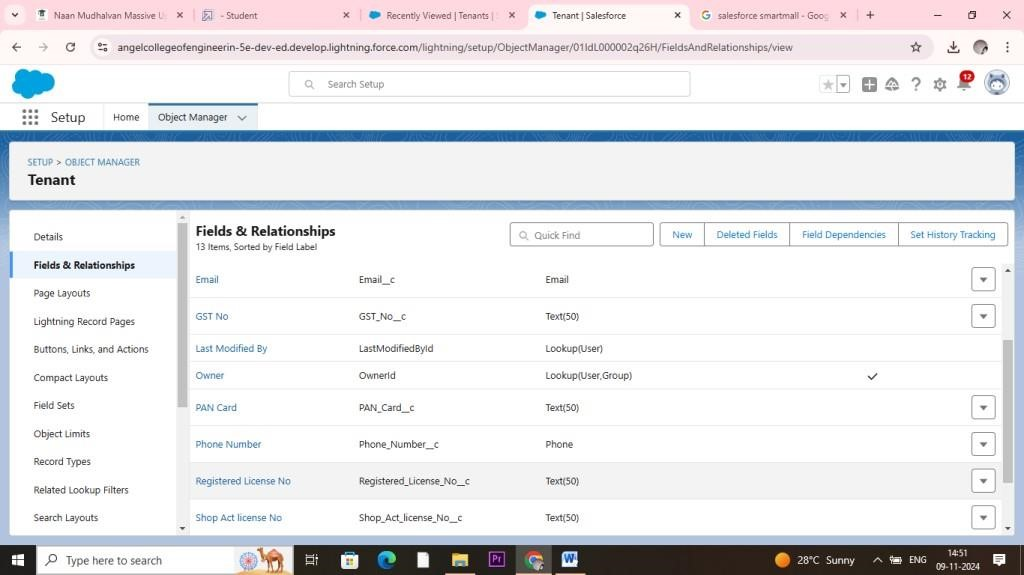 Naan Mudhalvan Massive U
- Student
Recently Viewed | Tenants | S
Tenant | Salesforce
salesforce smartmall - Goog
angelcollegeofengineerin-5e-dev-ed.develop.lightning.force.com/lightning/setup/ObjectManager/01IdL000002q26H/FieldsAndRelationships/view
Search Setup
12
Setup
Home
Object Manager
SETUP > OBJECT MANAGER
Tenant
Details
Fields & Relationships
Page Layouts
Lightning Record Pages
Buttons, Links, and Actions
Compact Layouts
Field Sets
Object Limits
Record Types
Related Lookup Filters
Search Layouts
Fields & Relationships
13 Items, Sorted by Field Label
Quick Find
New
Deleted Fields
Field Dependencies
Set History Tracking
Email Email__c Email
GST No GST_No__c Text(50)
Last Modified By LastModifiedById Lookup(User)
Owner OwnerId Lookup(User,Group)
PAN Card PAN_Card__c Text(50)
Phone Number Phone_Number__c Phone
Registered License No Registered_License_No__c Text(50)
Shop Act license No Shop_Act_license_No__c Text(50)
Type here to search
Pr
W
28°C Sunny
ENG
14:51
09-11-2024